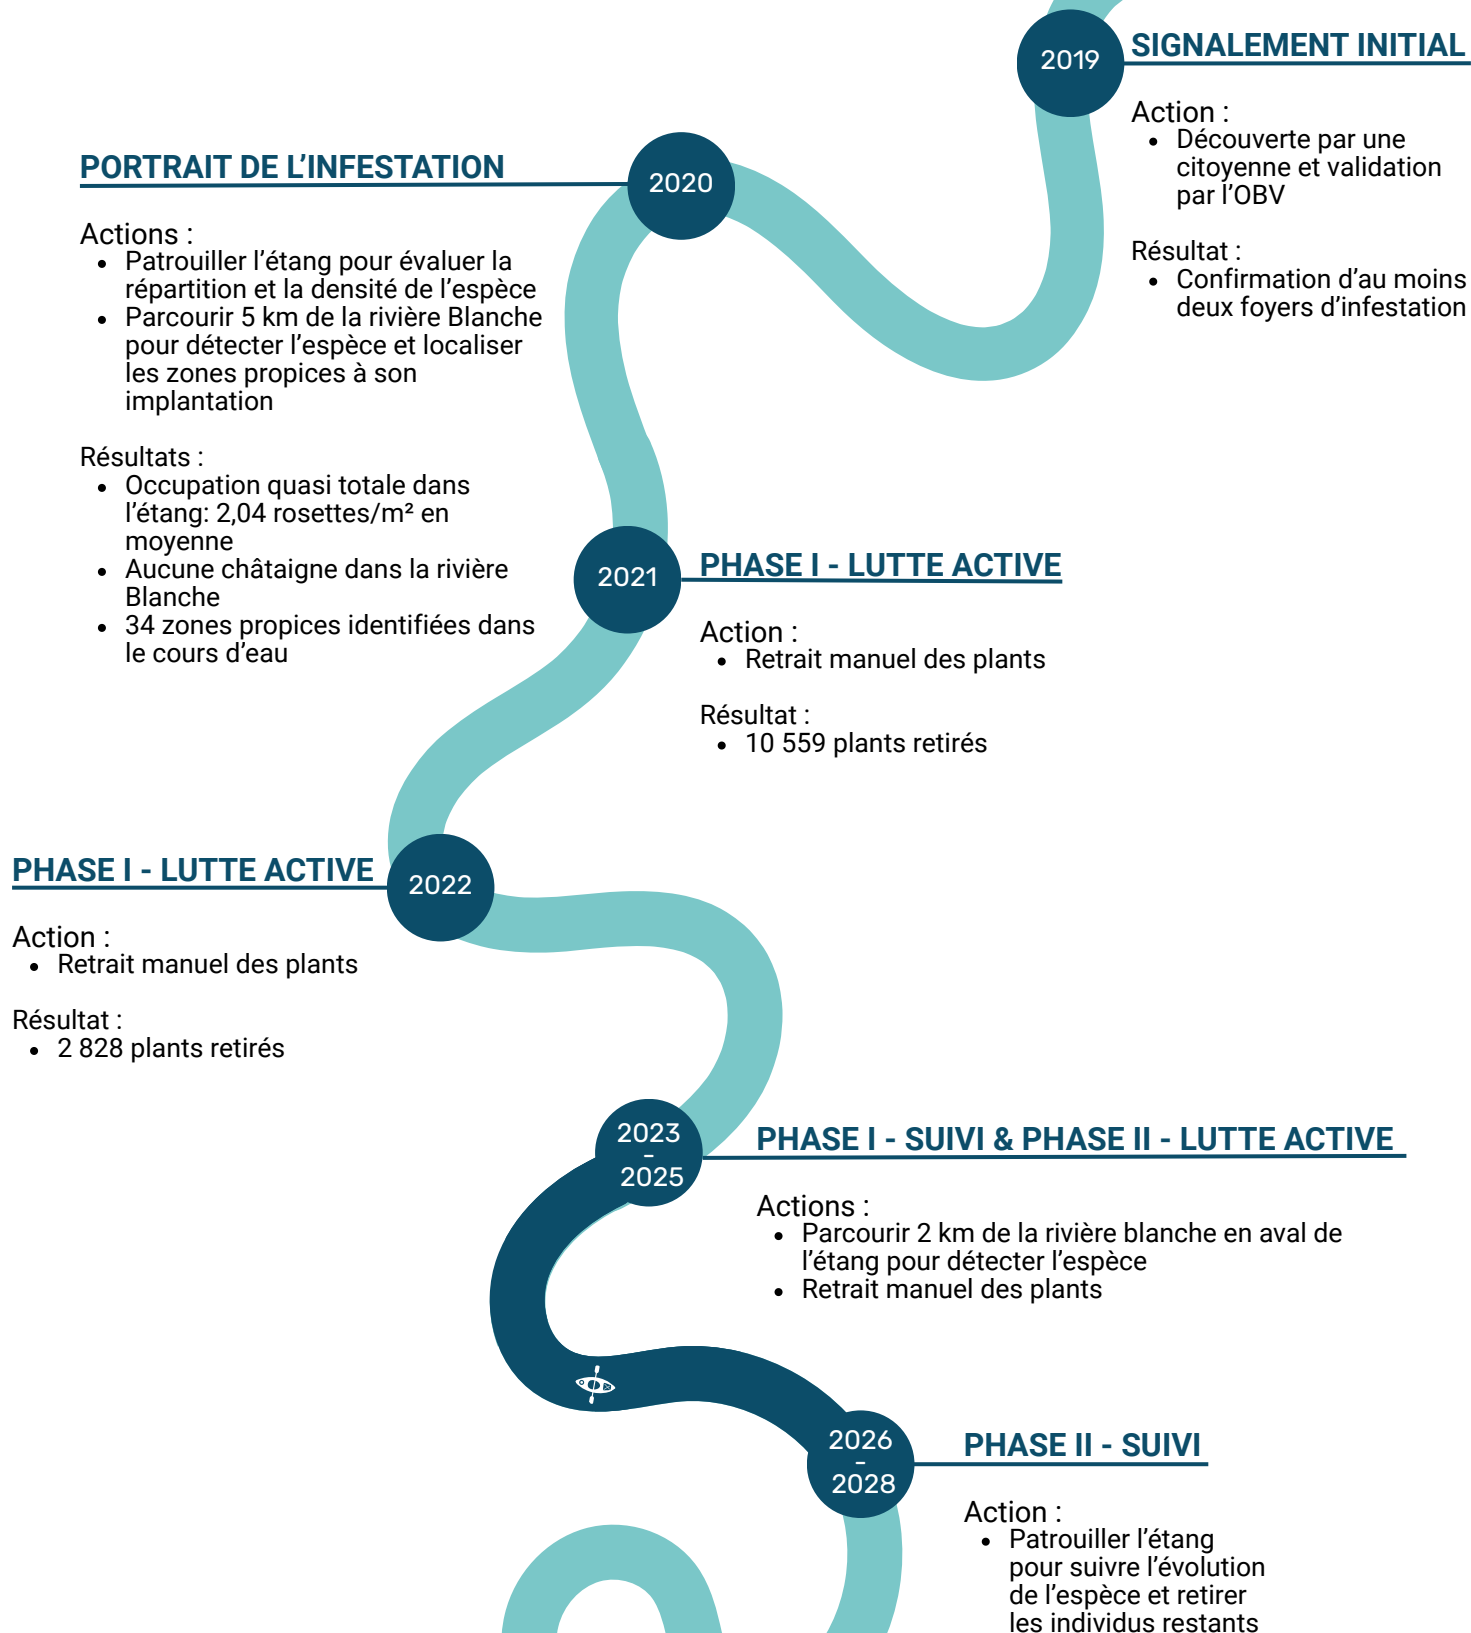 2019
SIGNALEMENT INITIAL
Action :
• Découverte par une
citoyenne et validation
par l’OBV
Résultat :
• Confirmation d’au moins
deux foyers d’infestation
PORTRAIT DE L’INFESTATION
2020
Actions :
• Patrouiller l’étang pour évaluer la
répartition et la densité de l’espèce
• Parcourir 5 km de la rivière Blanche
pour détecter l’espèce et localiser
les zones propices à son
implantation
Résultats :
• Occupation quasi totale dans
l’étang: 2,04 rosettes/m² en
moyenne
• Aucune châtaigne dans la rivière
Blanche
• 34 zones propices identifiées dans
le cours d’eau
2021
PHASE I - LUTTE ACTIVE
Action :
• Retrait manuel des plants
Résultat :
• 10 559 plants retirés
PHASE I - LUTTE ACTIVE
2022
Action :
• Retrait manuel des plants
Résultat :
• 2 828 plants retirés
2023
-
2025
PHASE I - SUIVI & PHASE II - LUTTE ACTIVE
Actions :
• Parcourir 2 km de la rivière blanche en aval de
l’étang pour détecter l’espèce
• Retrait manuel des plants
2026
-
2028
PHASE II - SUIVI
Action :
• Patrouiller l’étang
pour suivre l’évolution
de l’espèce et retirer
les individus restants